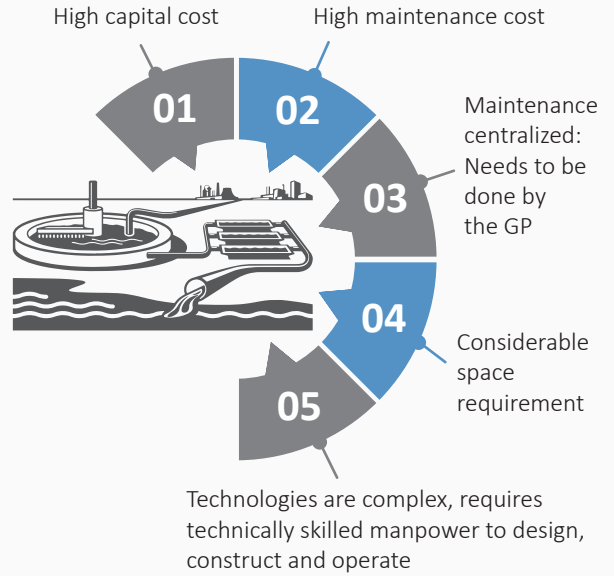 High capital cost
High maintenance cost
01
02
Maintenance
centralized:
Needs to be
done by
the GP
03
04
Considerable
space
requirement
05
Technologies are complex, requires
technically skilled manpower to design,
construct and operate